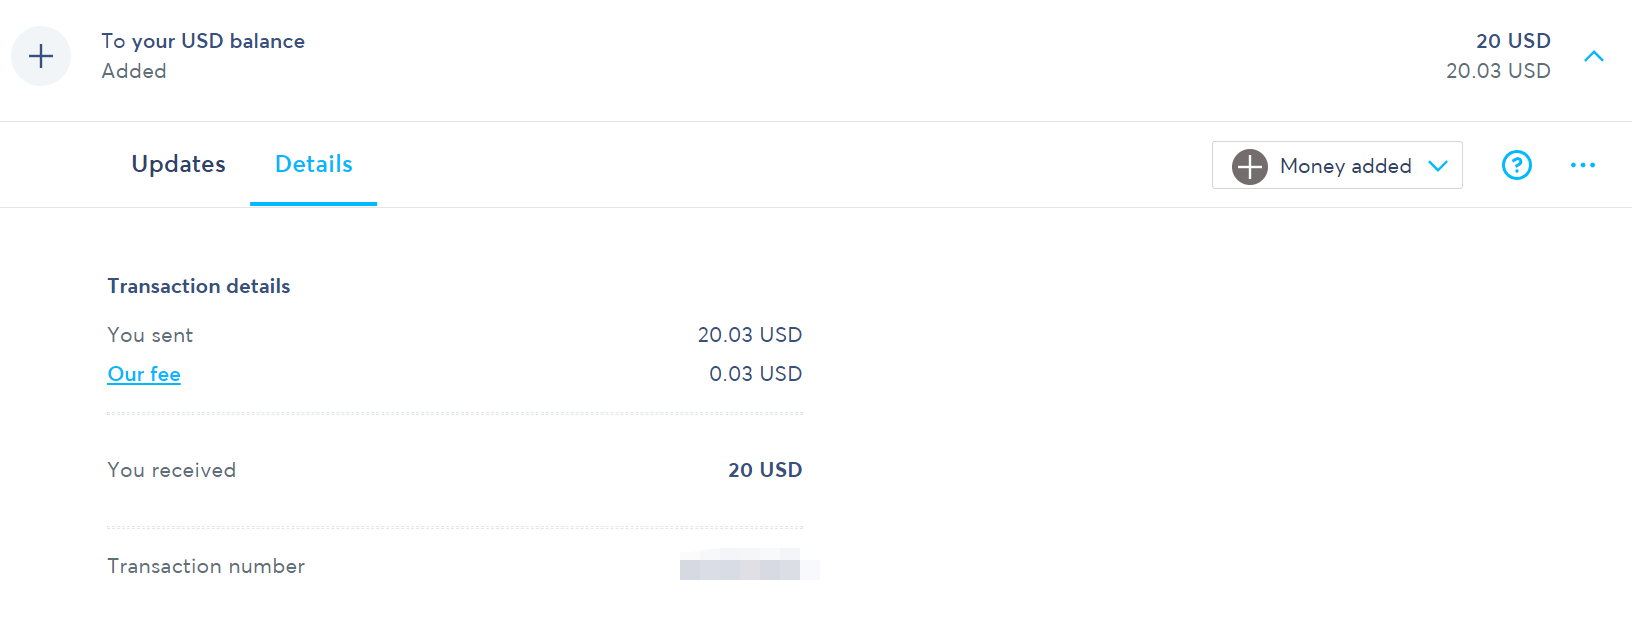 To your USD balance 20 USD
Added 20.03 USD
Updates Details Money added ?
Transaction details
You sent 20.03 USD
Our fee 0.03 USD
You received 20 USD
Transaction number